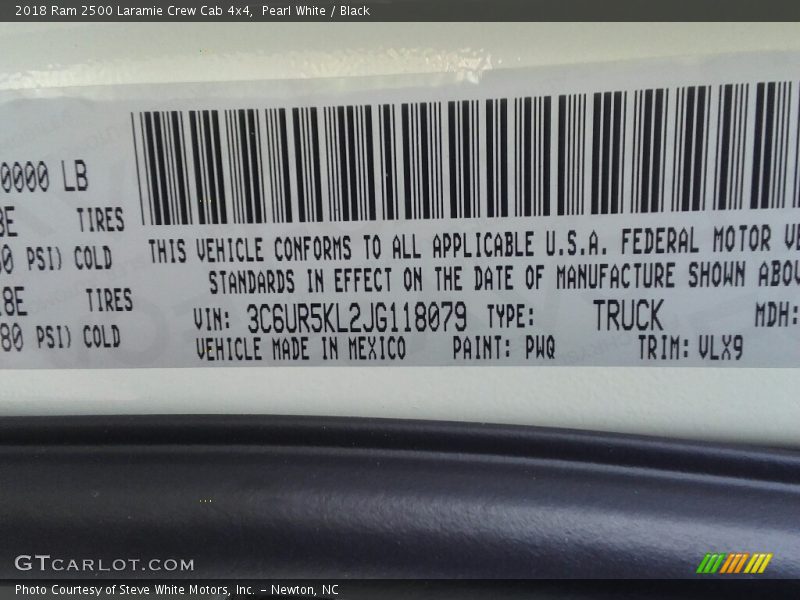 2018 Ram 2500 Laramie Crew Cab 4x4, Pearl White / Black
0000 LB
TIRES
PSI) COLD
THIS VEHICLE CONFORMS TO ALL APPLICABLE U.S.A. FEDERAL MOTOR
STANDARDS IN EFFECT ON THE DATE OF MANUFACTURE SHOWN
8E TIRES
VIN: 3C6UR5KL2JG118079 TYPE: TRUCK MDH:
80 PSI) COLD
VEHICLE MADE IN MEXICO PAINT: PWQ TRIM: VLX9
GTCARLOT.COM
Photo Courtesy of Steve White Motors, Inc. – Newton, NC